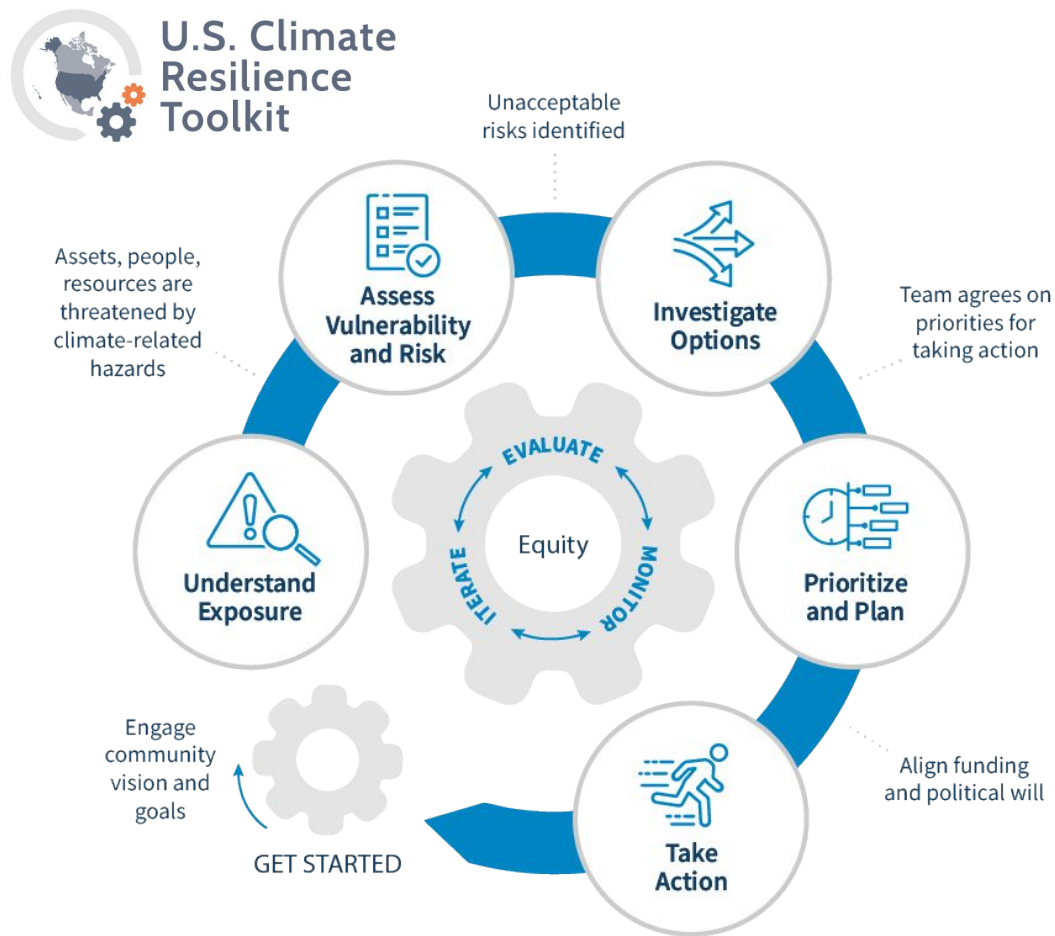 U.S. Climate
Resilience
Toolkit
Unacceptable
risks identified
Assets, people,
resources are
threatened by
climate-related
hazards
Assess
Vulnerability
and Risk
Investigate
Options
Team agrees on
priorities for
taking action
EVALUATE
MONITOR
ITERATE
Equity
Understand
Exposure
Prioritize
and Plan
Engage
community
vision and
goals
GET STARTED
Take
Action
Align funding
and political will